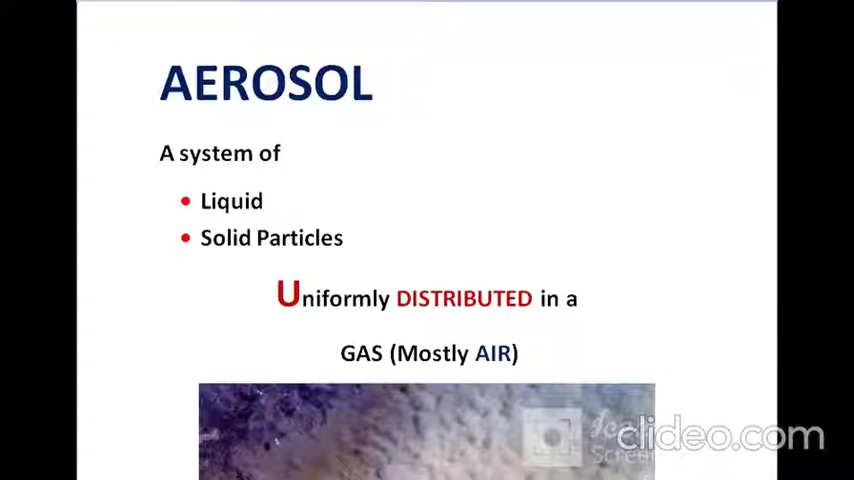 AEROSOL
A system of
• Liquid
• Solid Particles
Uniformly DISTRIBUTED in a
GAS (Mostly AIR)
clideo.com